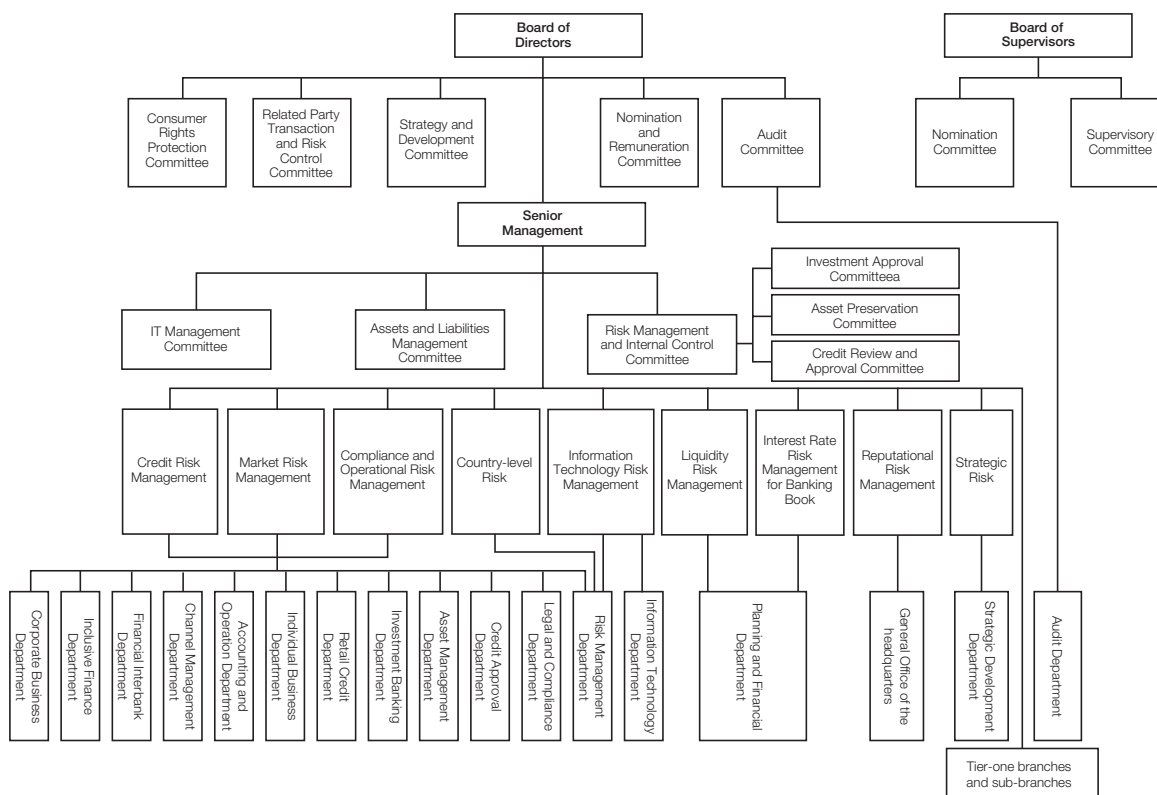 Board of
Directors
Board of
Supervisors
Consumer
Rights
Protection
Committee
Related Party
Transaction
and Risk
Control
Committee
Strategy and
Development
Committee
Nomination
and
Remuneration
Committee
Audit
Committee
Nomination
Committee
Supervisory
Committee
Senior
Management
Investment Approval
Committeea
Asset Preservation
Committee
Credit Review and
Approval Committee
IT Management
Committee
Assets and Liabilities
Management
Committee
Risk Management
and Internal Control
Committee
Credit Risk
Management
Market Risk
Management
Compliance and
Operational Risk
Management
Country-level
Risk
Information
Technology Risk
Management
Liquidity
Risk
Management
Interest Rate
Risk
Management
for Banking
Book
Reputational
Risk
Management
Strategic
Risk
Corporate Business
Department
Inclusive Finance
Department
Financial Interbank
Department
Channel Management
Department
Accounting and
Operation Department
Individual Business
Department
Retail Credit
Department
Investment Banking
Department
Asset Management
Department
Credit Approval
Department
Legal and Compliance
Department
Risk Management
Department
Information Technology
Department
Planning and Financial
Department
General Office of the
headquarters
Strategic Development
Department
Audit Department
Tier-one branches
and sub-branches